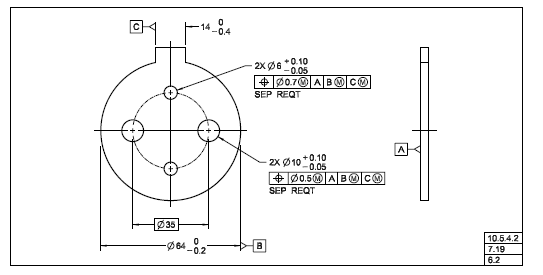 C
14 0
-0.4
2X Ø6 +0.10
-0.05
⌖ Ø0.7Ⓜ A BⓂ CⓂ
SEP REQT
A
2X Ø10 +0.10
-0.05
⌖ Ø0.5Ⓜ A BⓂ CⓂ
SEP REQT
Ø35
Ø64 0
-0.2
B
10.5.4.2
7.19
6.2